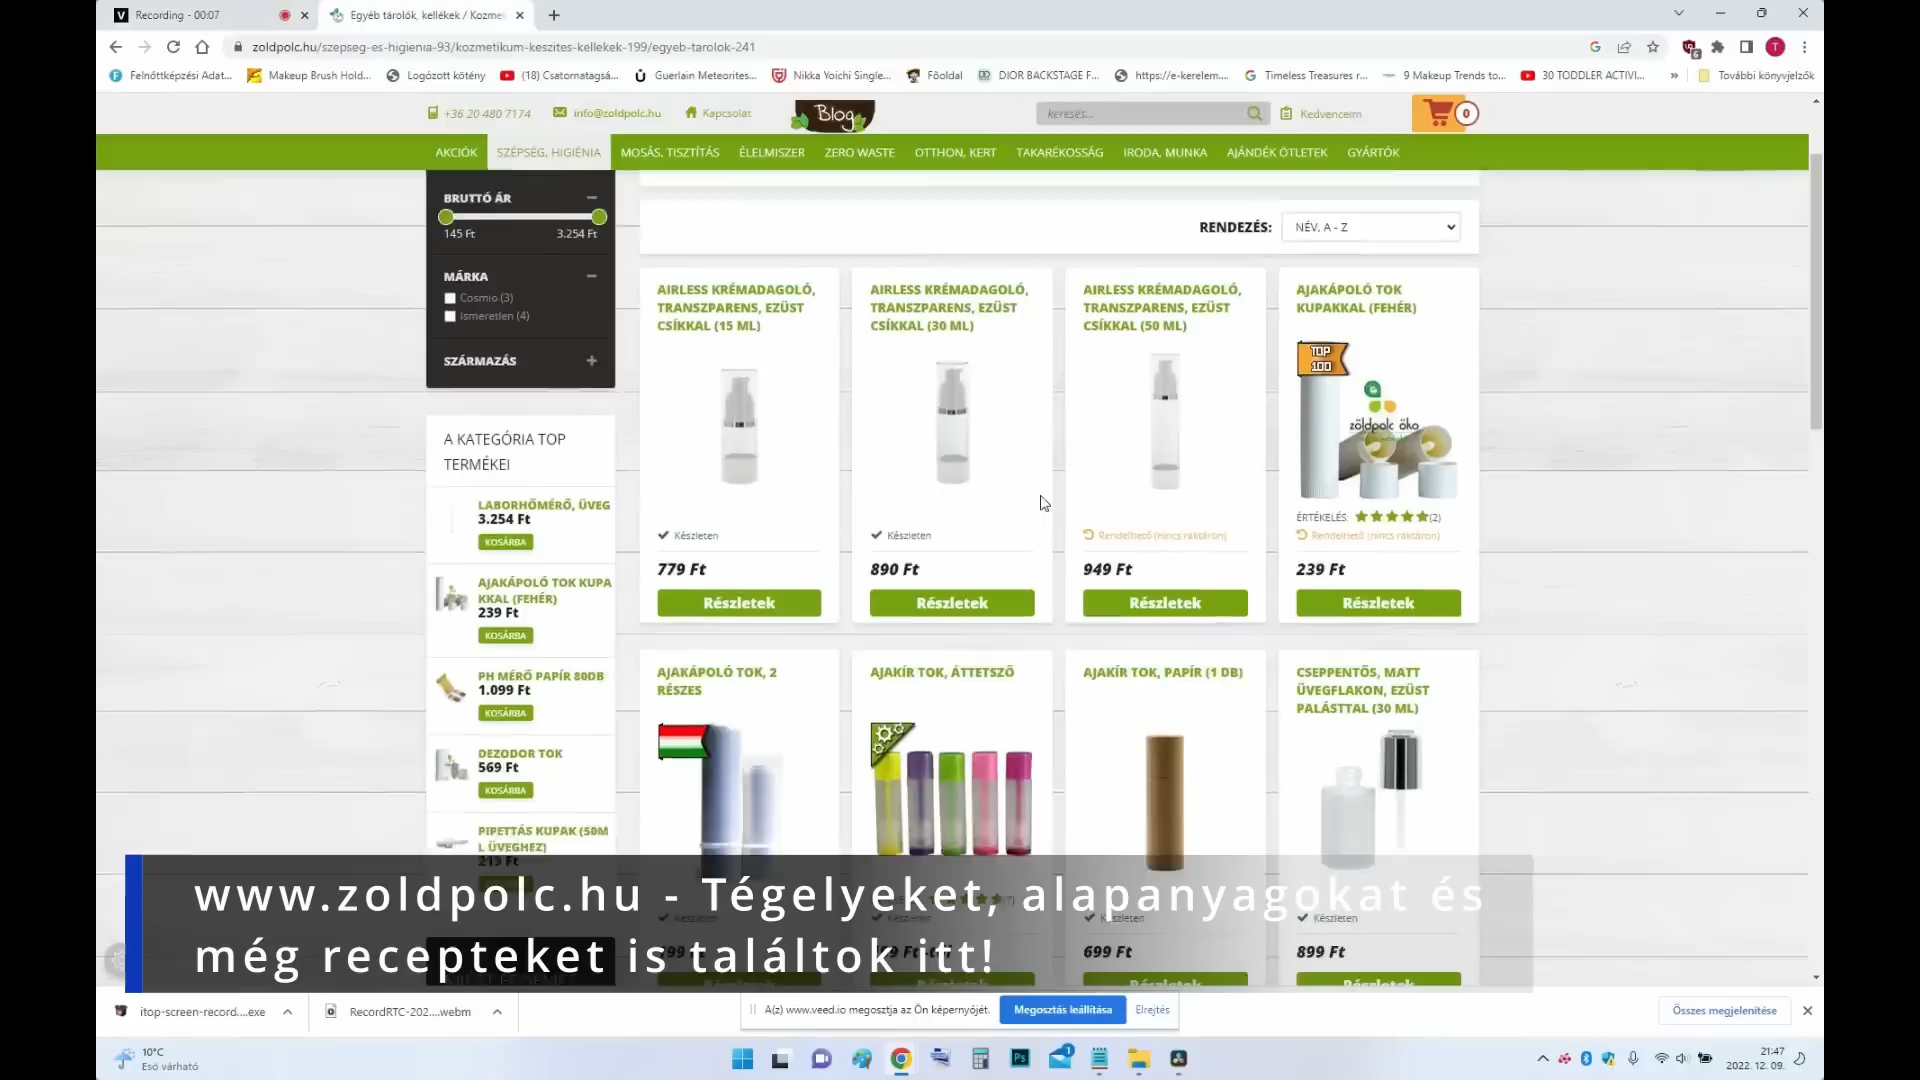 Recording - 00:07
Egyéb tárolók, kellékek / Kozme
zoldpolc.hu/szepseg-es-higienia-93/kozmetikum-keszites-kellekek-199/egyeb-tarolok-241
T
Felnőttképzési Adat...
Makeup Brush Hold...
Logózott kötény
(18) Csatornatagsá...
Guerlain Meteorites...
Nikka Yoichi Single...
Főoldal
DIOR BACKSTAGE F...
https://e-kerelem....
Timeless Treasures r...
9 Makeup Trends to...
30 TODDLER ACTIVI...
»
További könyvjelzők
+36 20 480 7174
info@zoldpolc.hu
Kapcsolat
Blog
keresés...
Kedvenceim
0
AKCIÓK
SZÉPSÉG, HIGIÉNIA
MOSÁS, TISZTÍTÁS
ÉLELMISZER
ZERO WASTE
OTTHON, KERT
TAKARÉKOSSÁG
IRODA, MUNKA
AJÁNDÉK ÖTLETEK
GYÁRTÓK
BRUTTÓ ÁR
145 Ft
3.254 Ft
MÁRKA
Cosmio (3)
Ismeretlen (4)
SZÁRMAZÁS
A KATEGÓRIA TOP
TERMÉKEI
LABORHŐMÉRŐ, ÜVEG
3.254 Ft
KOSÁRBA
AJAKÁPOLÓ TOK KUPA
KKAL (FEHÉR)
239 Ft
KOSÁRBA
PH MÉRŐ PAPÍR 80DB
1.099 Ft
KOSÁRBA
DEZODOR TOK
569 Ft
KOSÁRBA
PIPETTÁS KUPAK (50M
L ÜVEGHEZ)
RENDEZÉS:
NÉV, A - Z
AIRLESS KRÉMADAGOLÓ,
TRANSZPARENS, EZÜST
CSÍKKAL (15 ML)
Készleten
779 Ft
Részletek
AIRLESS KRÉMADAGOLÓ,
TRANSZPARENS, EZÜST
CSÍKKAL (30 ML)
Készleten
890 Ft
Részletek
AIRLESS KRÉMADAGOLÓ,
TRANSZPARENS, EZÜST
CSÍKKAL (50 ML)
Rendelhető (nincs raktáron)
949 Ft
Részletek
AJAKÁPOLÓ TOK
KUPAKKAL (FEHÉR)
TOP
100
zöldpolc öko
ÉRTÉKELÉS:
(2)
Rendelhető (nincs raktáron)
239 Ft
Részletek
AJAKÁPOLÓ TOK, 2
RÉSZES
Készleten
AJAKÍR TOK, ÁTTETSZŐ
Készleten
AJAKÍR TOK, PAPÍR (1 DB)
Készleten
699 Ft
Részletek
CSEPPENTŐS, MATT
ÜVEGFLAKON, EZÜST
PALÁSTTAL (30 ML)
Készleten
899 Ft
Részletek
www.zoldpolc.hu - Tégelyeket, alapanyagokat és
még recepteket is találtok itt!
itop-screen-record....exe
RecordRTC-202....webm
A(z) www.veed.io megosztja az Ön képernyőjét.
Megosztás leállítása
Elrejtés
Összes megjelenítése
10°C
Eső várható
Ps
1
21:47
2022. 12. 09.